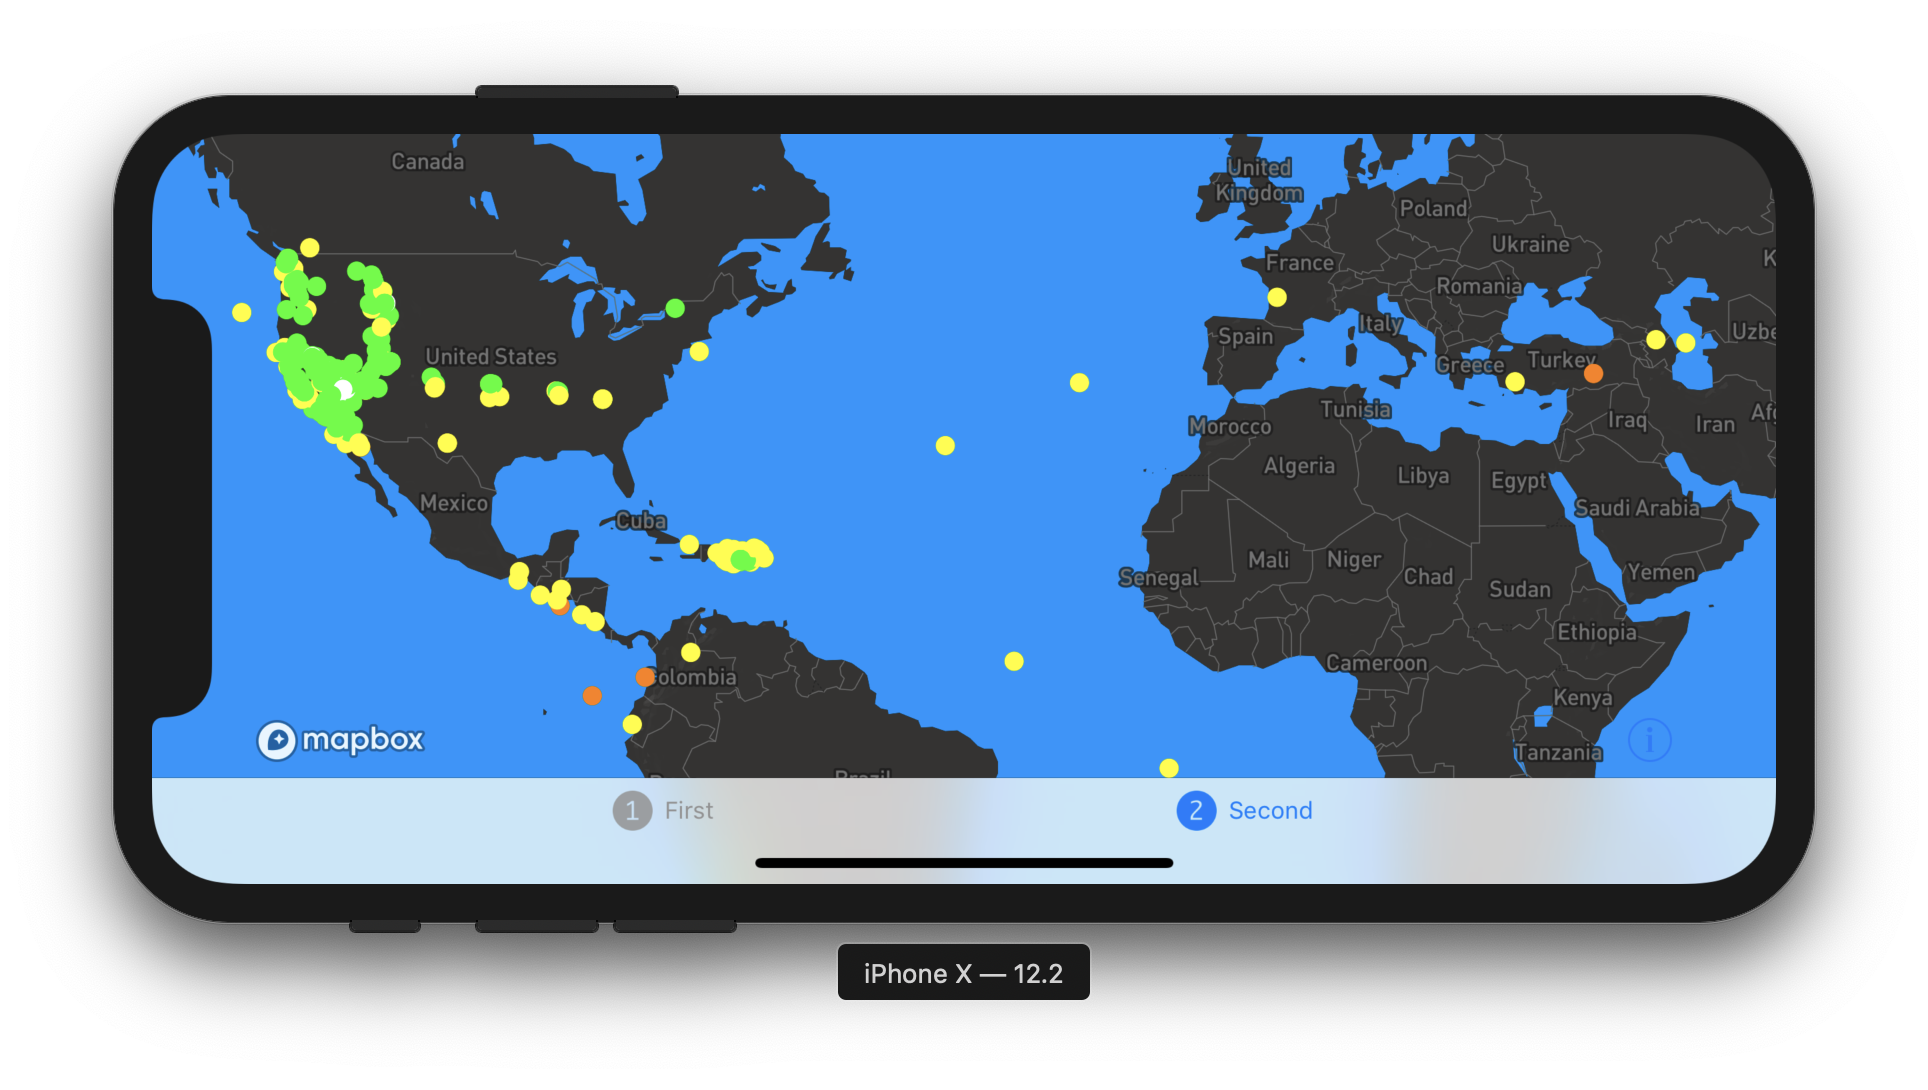 Canada
United
Kingdom
Poland
Ukraine
France
Romania
Italy
Spain
United States
Greece
Turkey
Uzbe
Tunisia
Morocco
Iraq
Iran
Af
Algeria
Libya
Egypt
Mexico
Cuba
Saudi Arabia
Mali
Niger
Chad
Senegal
Sudan
Yemen
Ethiopia
Cameroon
olombia
Kenya
mapbox
i
Tanzania
1 First
2 Second
iPhone X — 12.2